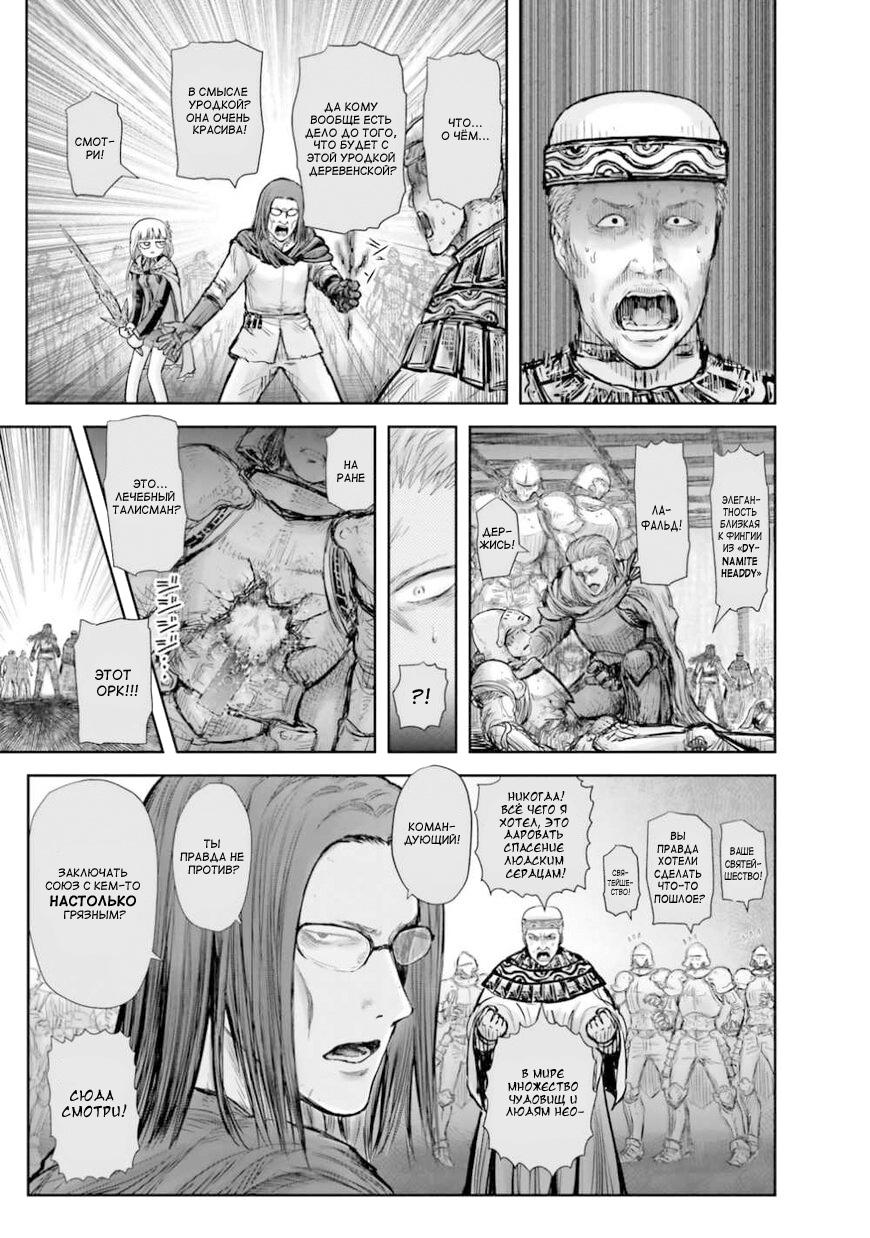 ЧТО...
О ЧЁМ...
ДА КОМУ
ВООБЩЕ ЕСТЬ
ДЕЛО ДО ТОГО,
ЧТО БУДЕТ С
ЭТОЙ УРОДКОЙ
ДЕРЕВЕНСКОЙ?
В СМЫСЛЕ
УРОДКОЙ?
ОНА ОЧЕНЬ
КРАСИВА!
СМОТ-
РИ!
ЭЛЕГАН-
ТНОСТЬ
БЛИЗКАЯ
К ФИНГИИ
ИЗ «DY-
NAMITE
HEADDY»
ЛА-
ФАЛЬД!
ДЕР-
ЖИСЬ!
?!
НА
РАНЕ
ЭТО...
ЛЕЧЕБНЫЙ
ТАЛИСМАН?
ЭТОТ
ОРК!!!
ВАШЕ
СВЯТЕЙ-
ШЕСТВО!
ВЫ
ПРАВДА
ХОТЕЛИ
СДЕЛАТЬ
ЧТО-ТО
ПОШЛОЕ?
СВЯ-
ТЕЙШЕ-
СТВО!
НИКОГДА!
ВСЁ ЧЕГО Я
ХОТЕЛ, ЭТО
ДАРОВАТЬ
СПАСЕНИЕ
ЛЮДСКИМ
СЕРДЦАМ!
В МИРЕ
МНОЖЕСТВО
ЧУДОВИЩ И
ЛЮДЯМ НЕО-
КОМАН-
ДУЮЩИЙ!
ТЫ
ПРАВДА НЕ
ПРОТИВ?
ЗАКЛЮЧАТЬ
СОЮЗ С КЕМ-ТО
НАСТОЛЬКО
ГРЯЗНЫМ?
СЮДА
СМОТРИ!